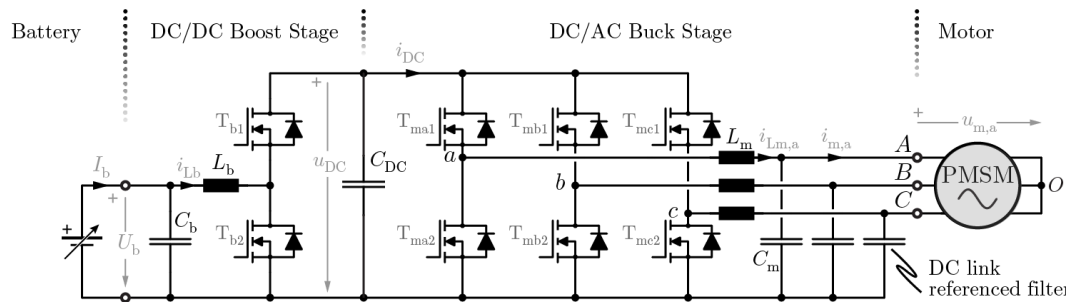 Battery
DC/DC Boost Stage
DC/AC Buck Stage
Motor
i_DC
+
T_b1
T_ma1
T_mb1
T_mc1
+
u_m,a
I_b
i_Lb
L_b
u_DC
C_DC
a
L_m
i_Lm,a
i_m,a
A
+
b
B
PMSM
O
+
U_b
C_b
c
C
T_b2
T_ma2
T_mb2
T_mc2
C_m
DC link
referenced filter